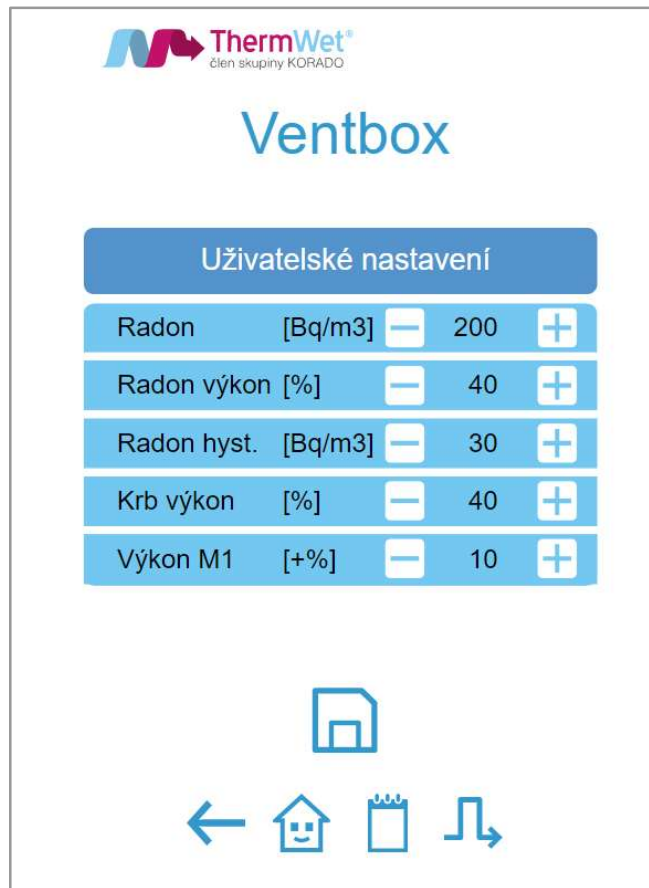 ThermWet®
člen skupiny KORADO
Ventbox
Uživatelské nastavení
Radon [Bq/m3] − 200 +
Radon výkon [%] − 40 +
Radon hyst. [Bq/m3] − 30 +
Krb výkon [%] − 40 +
Výkon M1 [+%] − 10 +